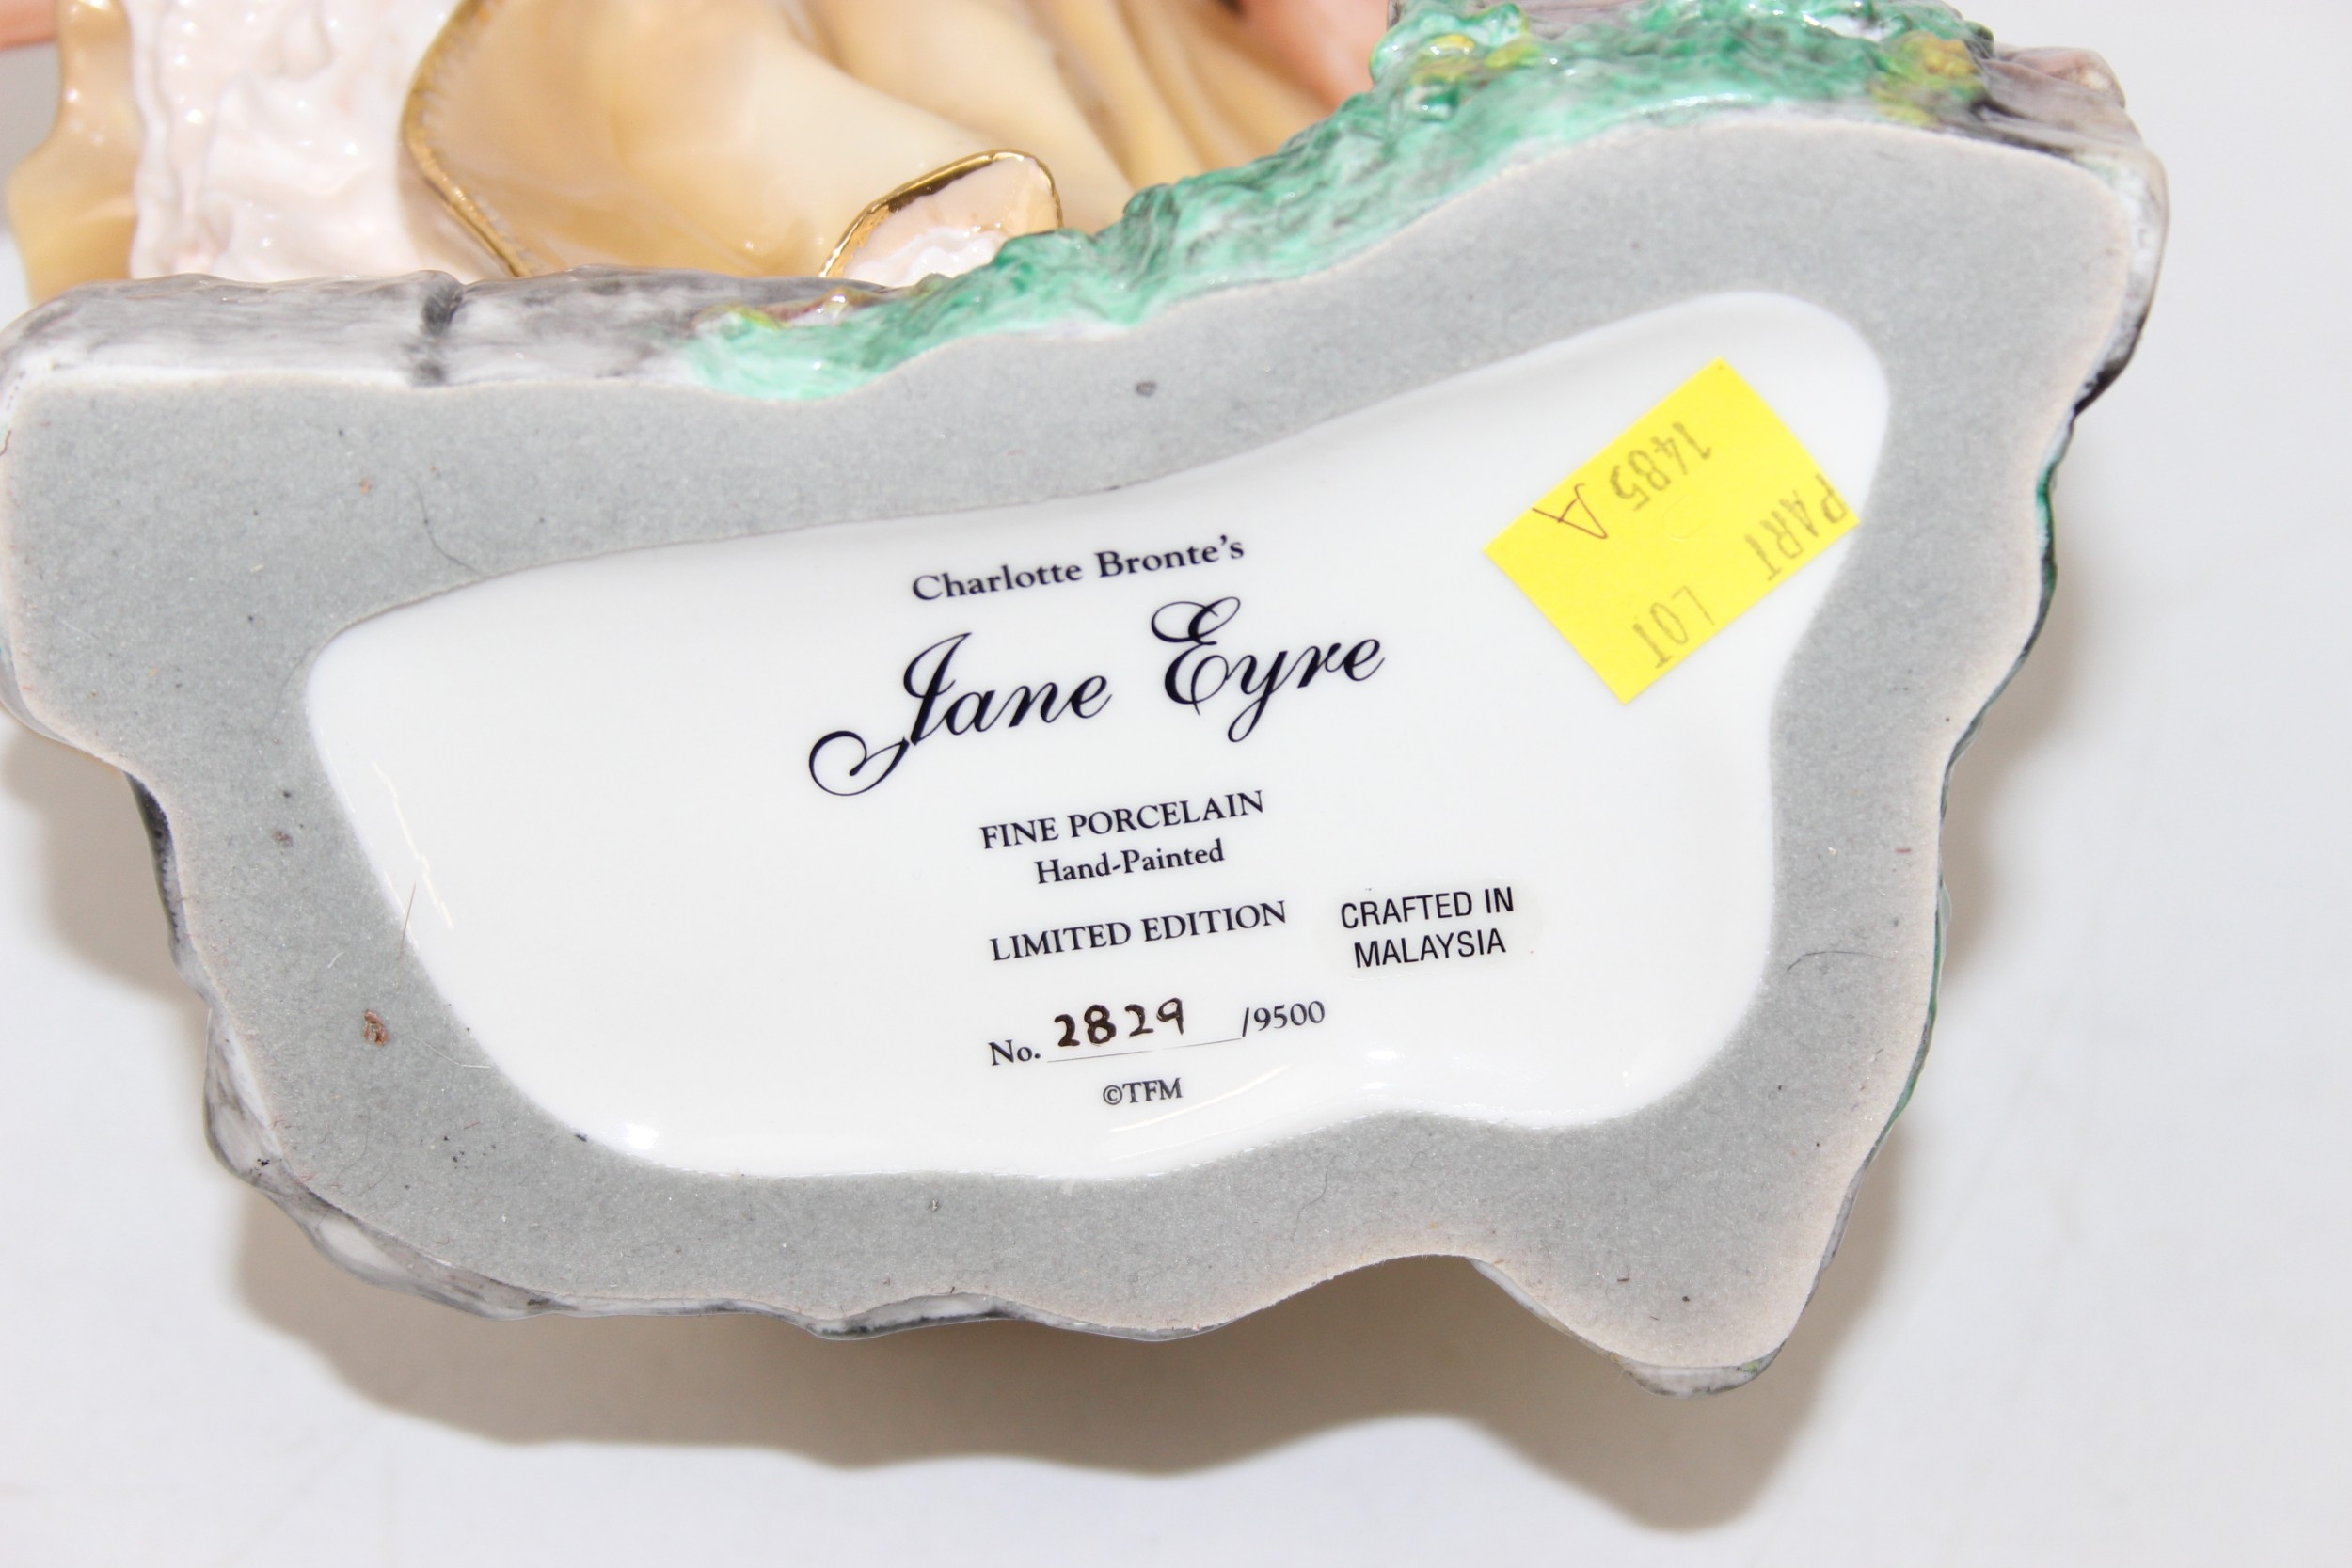 Charlotte Bronte's
Jane Eyre
FINE PORCELAIN
Hand-Painted
LIMITED EDITION
CRAFTED IN
MALAYSIA
No. 2829 /9500
©TFM
PART LOT
1485 A